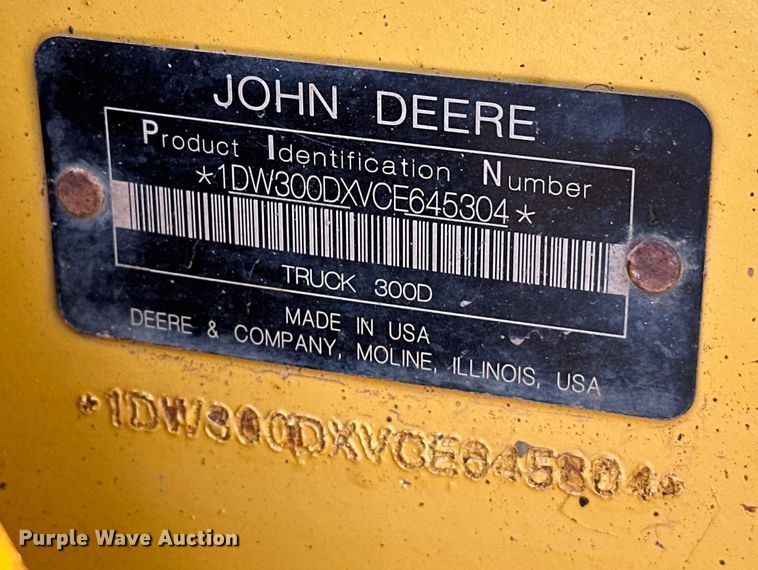 JOHN DEERE
Product Identification Number
*1DW300DXVCE645304*
TRUCK 300D
MADE IN USA
DEERE & COMPANY, MOLINE, ILLINOIS, USA
*1DW300DXVCE645304*
Purple Wave Auction